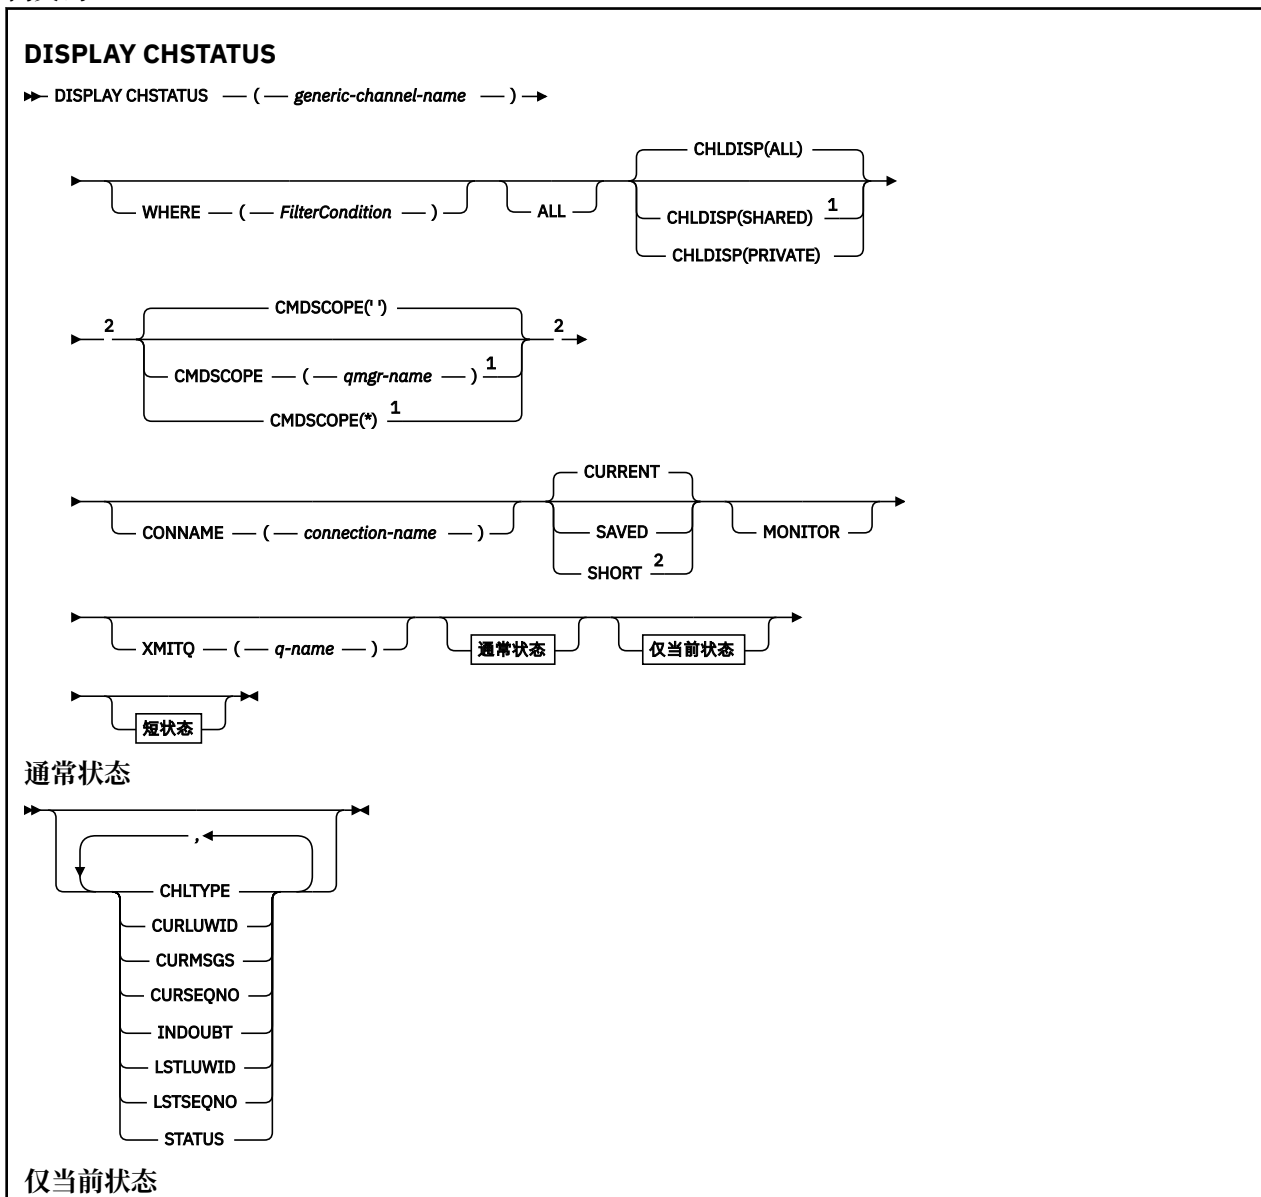 DISPLAY CHSTATUS
DISPLAY CHSTATUS ( generic-channel-name )
CHLDISP(ALL)
WHERE ( FilterCondition ) ALL CHLDISP(SHARED) 1
CHLDISP(PRIVATE)
CMDSCOPE(' ')
2 2
CMDSCOPE ( qmgr-name ) 1
CMDSCOPE(*) 1
CURRENT
CONNAME ( connection-name ) SAVED MONITOR
SHORT 2
XMITQ ( q-name ) 通常状态 仅当前状态
短状态
通常状态
,
CHLTYPE
CURLUWID
CURMSGS
CURSEQNO
INDOUBT
LSTLUWID
LSTSEQNO
STATUS
仅当前状态